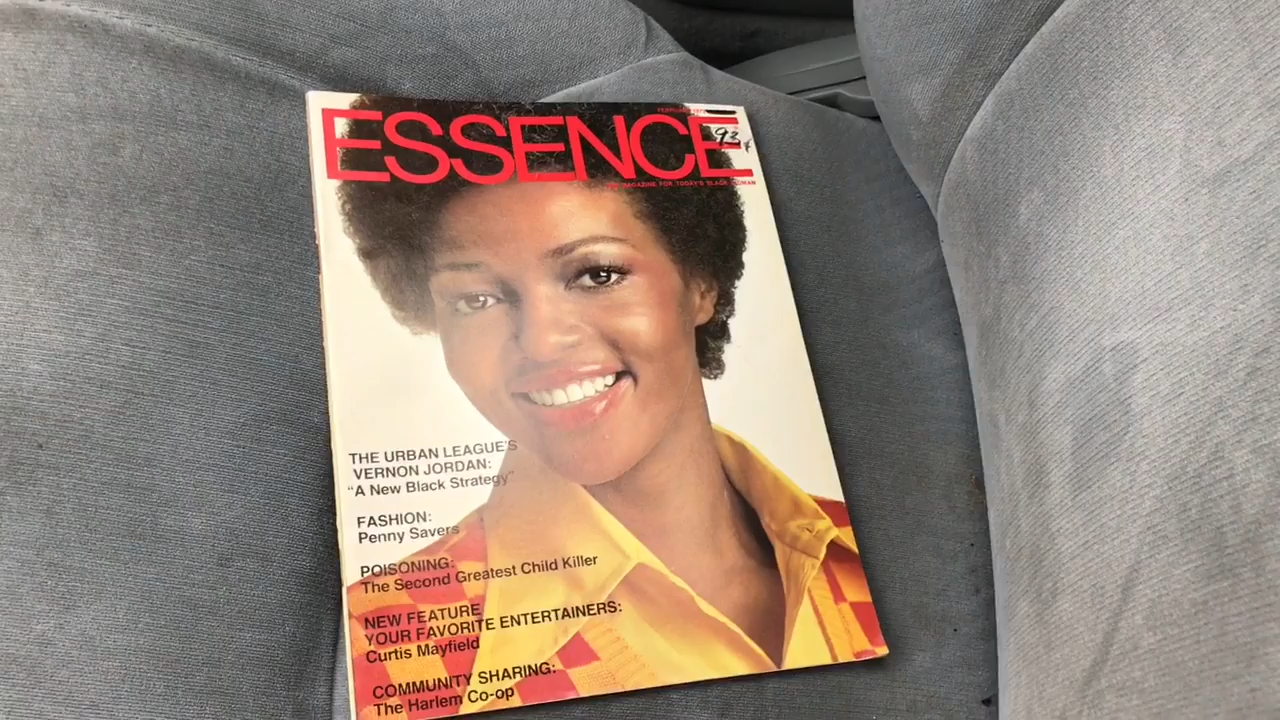 FEBRUARY
ESSENCE
93¢
THE MAGAZINE FOR TODAY'S BLACK WOMAN
THE URBAN LEAGUE'S
VERNON JORDAN:
"A New Black Strategy"
FASHION:
Penny Savers
POISONING:
The Second Greatest Child Killer
NEW FEATURE
YOUR FAVORITE ENTERTAINERS:
Curtis Mayfield
COMMUNITY SHARING:
The Harlem Co-op